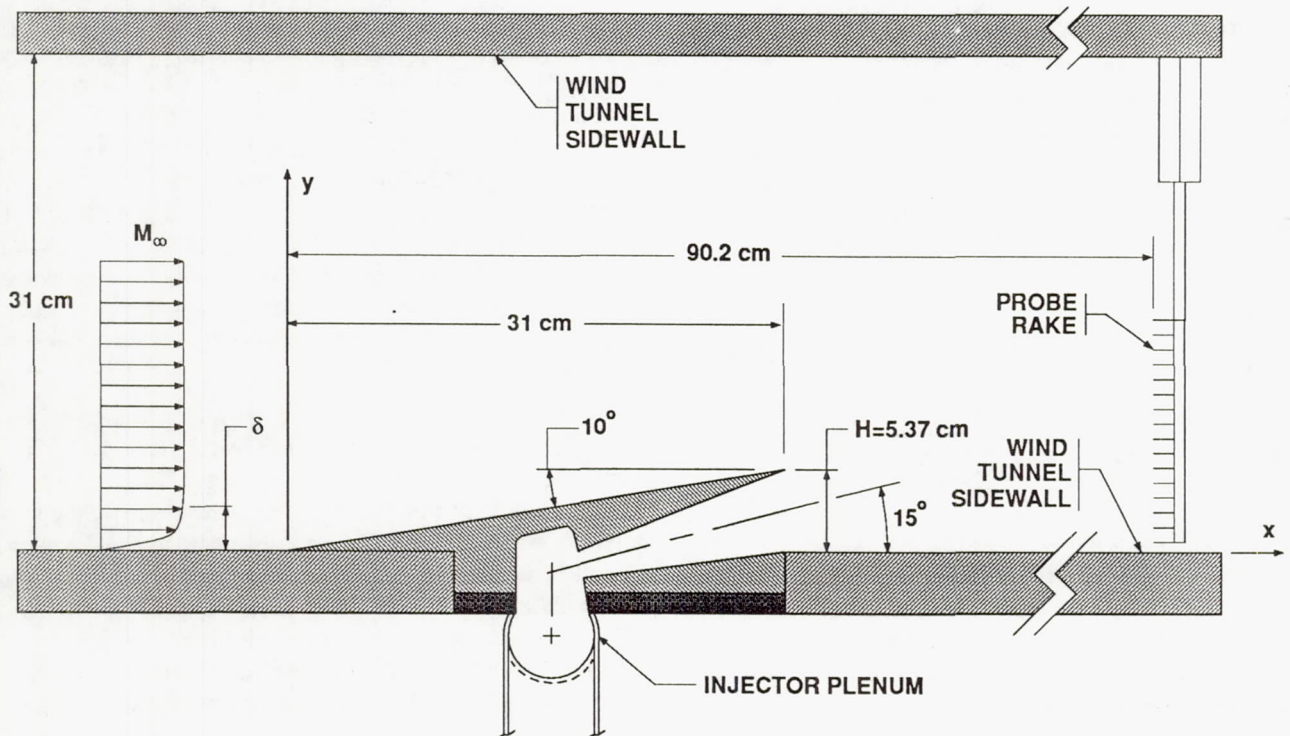 WIND
TUNNEL
SIDEWALL
y
M∞
90.2 cm
31 cm
PROBE
RAKE
31 cm
δ
10°
H=5.37 cm
WIND
TUNNEL
SIDEWALL
15°
x
INJECTOR PLENUM